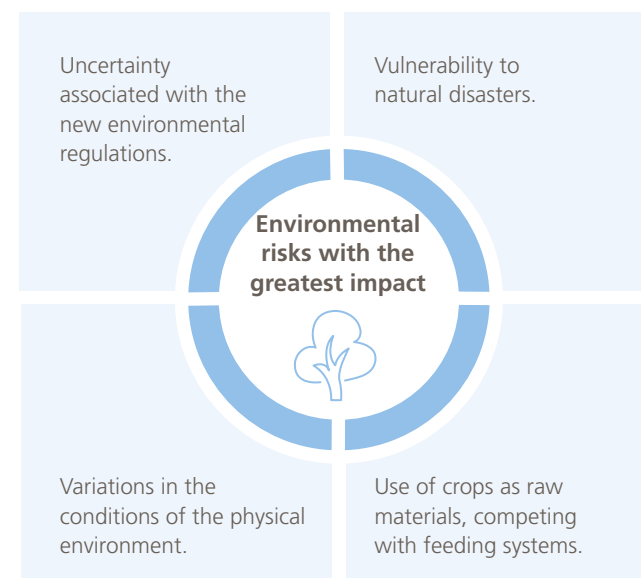 Uncertainty
associated with the
new environmental
regulations.
Vulnerability to
natural disasters.
Environmental
risks with the
greatest impact
Variations in the
conditions of the physical
environment.
Use of crops as raw
materials, competing
with feeding systems.